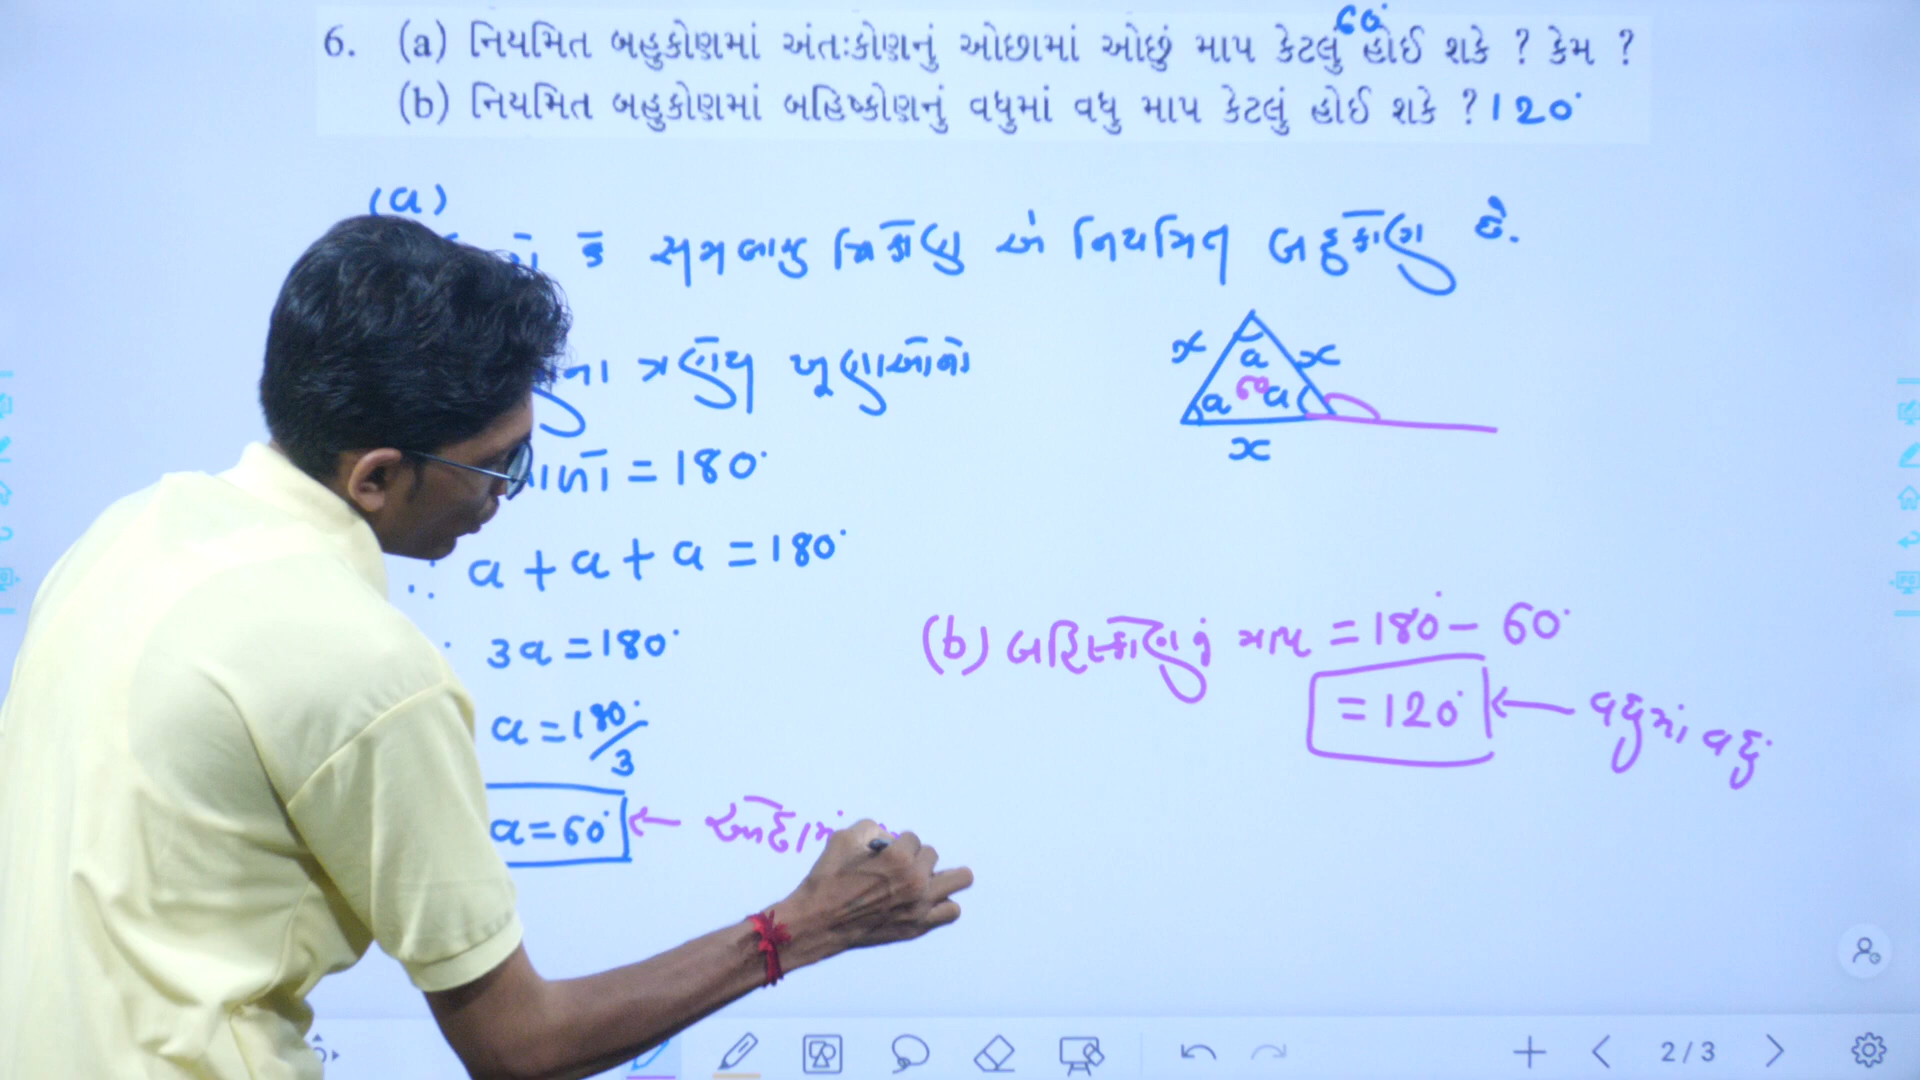 6. (a) નિયમિત બહુકોણમાં અંતઃકોણનું ઓછામાં ઓછું માપ કેટલું હોઈ શકે ? કેમ ?
60°
(b) નિયમિત બહુકોણમાં બહિષ્કોણનું વધુમાં વધુ માપ કેટલું હોઈ શકે ? 120°
(a)
કે સમબાજુ ત્રિકોણ એ નિયમિત બહુકોણ છે.
ના ત્રણેય ખૂણાઓનો
= 180°
x a x
a 60 a
x
∴ a + a + a = 180°
3a = 180°
a = 180°/3
a = 60° ←
(b) બહિષ્કોણનું માપ = 180° - 60°
= 120° ← વધુમાં વધુ
2/3